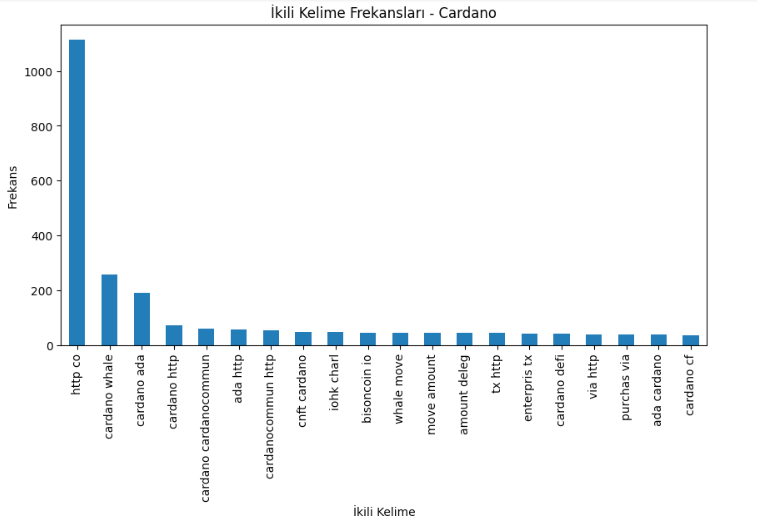 İkili Kelime Frekansları - Cardano
Frekans
1000
800
600
400
200
0
http co
cardano whale
cardano ada
cardano http
cardano cardanocommun
ada http
cardanocommun http
cnft cardano
iohk charl
bisoncoin io
whale move
move amount
amount deleg
tx http
enterpris tx
cardano defi
via http
purchas via
ada cardano
cardano cf
İkili Kelime